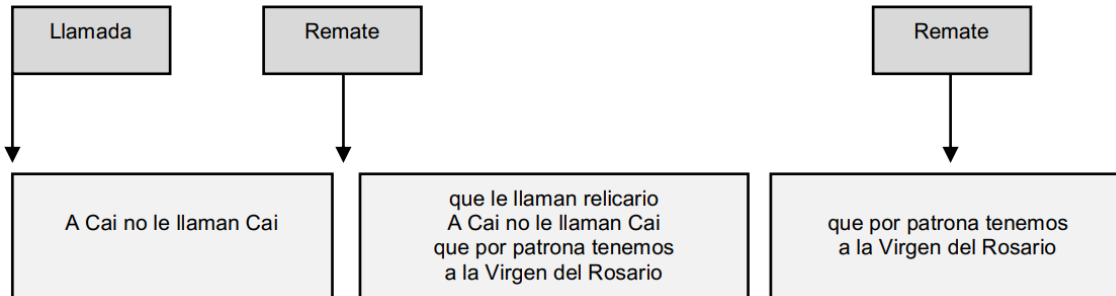 Llamada
Remate
Remate
A Cai no le llaman Cai
que le llaman relicario
A Cai no le llaman Cai
que por patrona tenemos
a la Virgen del Rosario
que por patrona tenemos
a la Virgen del Rosario